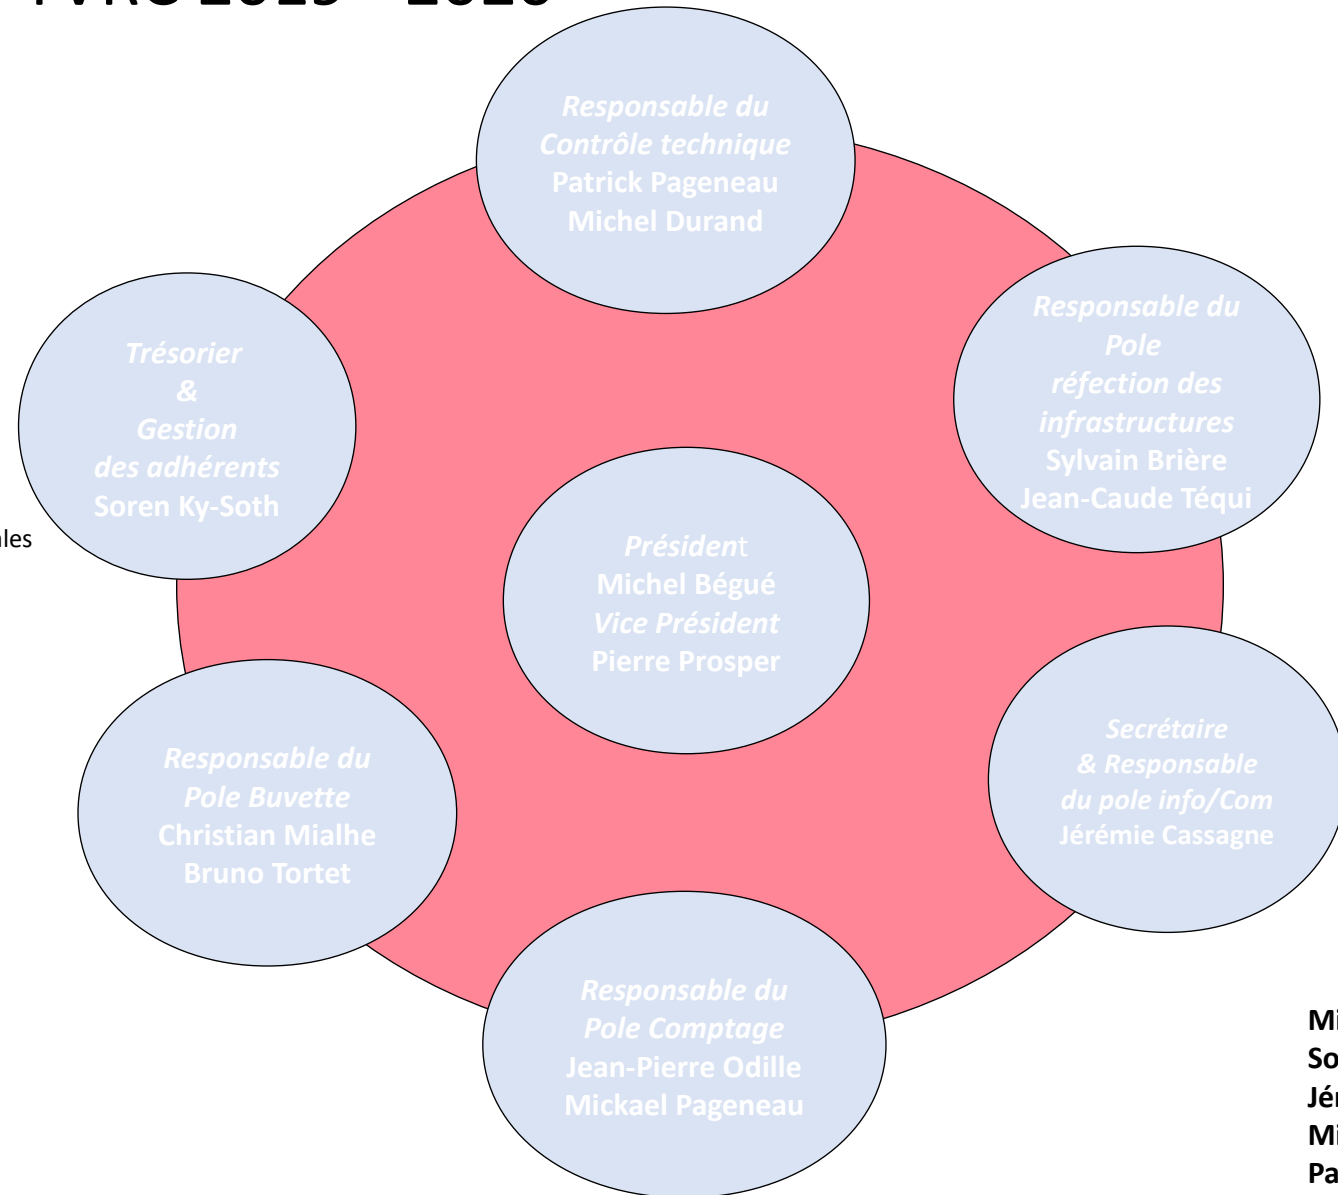 2019 - 2020
Responsable du
Contrôle technique
Patrick Pageneau
Michel Durand
Responsable du
Pole
réfection des
infrastructures
Sylvain Brière
Jean-Caude Téqui
Trésorier
&
Gestion
des adhérents
Soren Ky-Soth
Président
Michel Bégué
Vice Président
Pierre Prosper
Secrétaire
& Responsable
du pole info/Com
Jérémie Cassagne
Responsable du
Pole Buvette
Christian Mialhe
Bruno Tortet
Responsable du
Pole Comptage
Jean-Pierre Odille
Mickael Pageneau